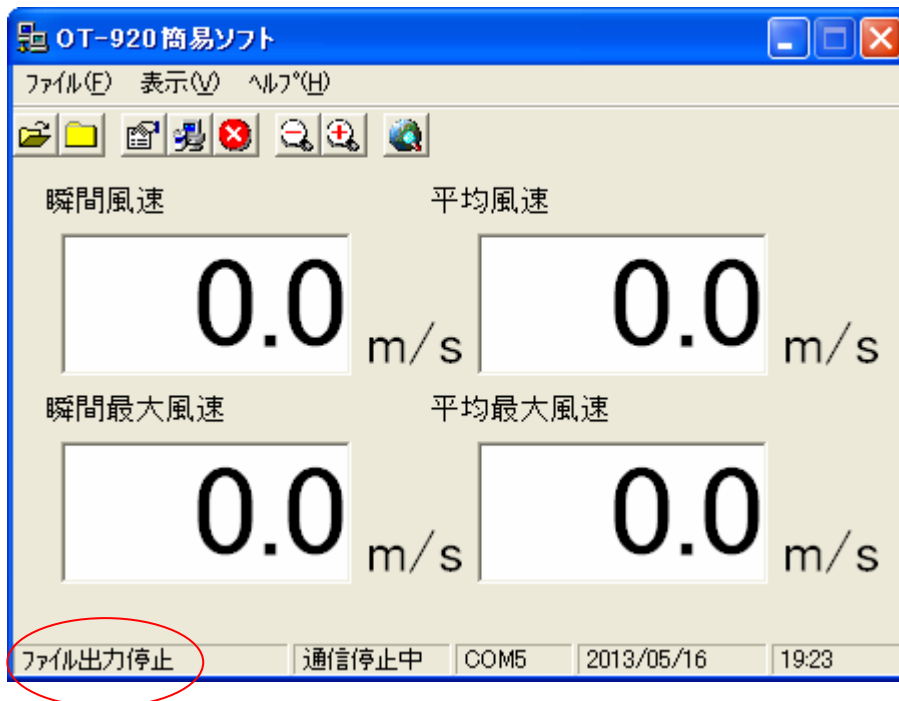 OT-920簡易ソフト
ファイル(F) 表示(V) ヘルプ(H)
瞬間風速 平均風速
0.0 m/s 0.0 m/s
瞬間最大風速 平均最大風速
0.0 m/s 0.0 m/s
ファイル出力停止 通信停止中 COM5 2013/05/16 19:23